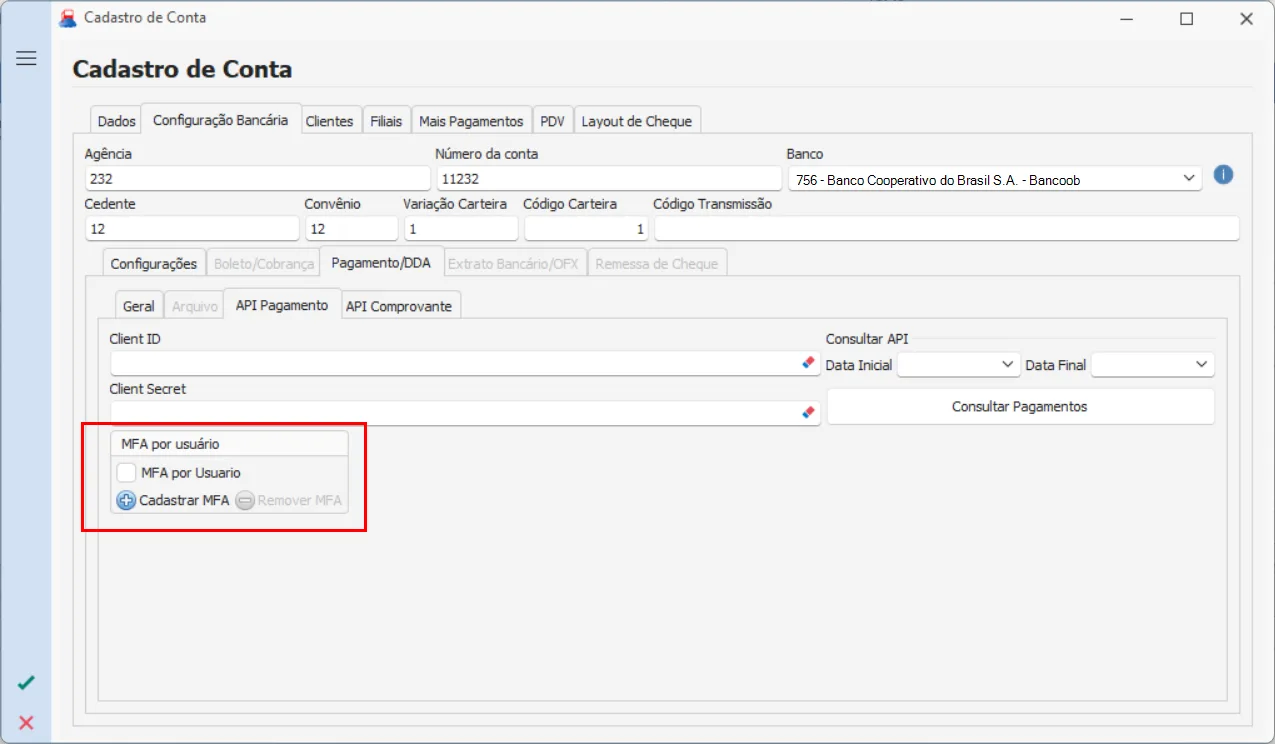 Cadastro de Conta
Cadastro de Conta
Dados Configuração Bancária Clientes Filiais Mais Pagamentos PDV Layout de Cheque
Agência Número da conta Banco
232 11232 756 - Banco Cooperativo do Brasil S.A. - Bancoob
Cedente Convênio Variação Carteira Código Carteira Código Transmissão
12 12 1 1
Configurações Boleto/Cobrança Pagamento/DDA Extrato Bancário/OFX Remessa de Cheque
Geral Arquivo API Pagamento API Comprovante
Client ID Consultar API
Data Inicial Data Final
Client Secret
Consultar Pagamentos
MFA por usuário
MFA por Usuario
Cadastrar MFA Remover MFA